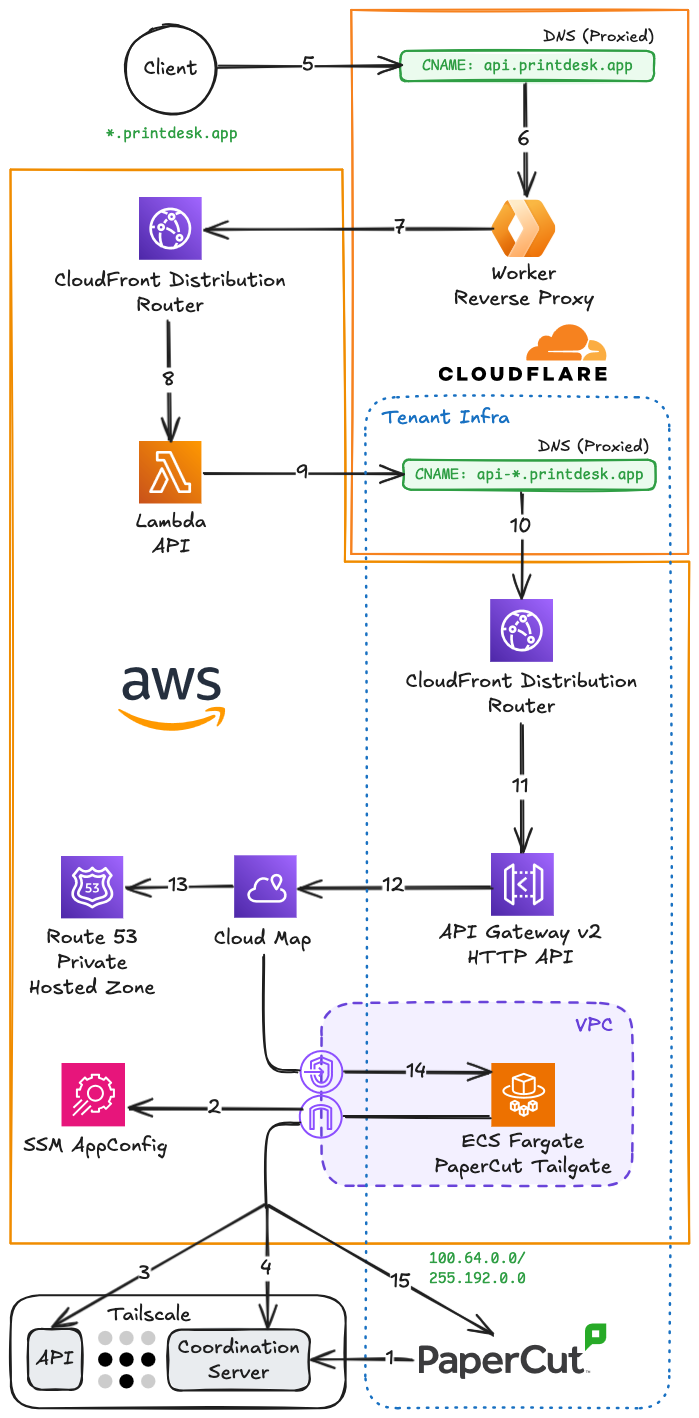 DNS (Proxied)
Client
5
CNAME: api.printdesk.app
*.printdesk.app
6
7
CloudFront Distribution
Router
Worker
Reverse Proxy
8
CLOUDFLARE
Tenant Infra
DNS (Proxied)
9
CNAME: api-*.printdesk.app
Lambda
API
10
aws
CloudFront Distribution
Router
11
53
13
12
Route 53
Private
Hosted Zone
Cloud Map
API Gateway v2
HTTP API
VPC
14
2
SSM AppConfig
ECS Fargate
PaperCut Tailgate
3
4
15
100.64.0.0/
255.192.0.0
Tailscale
API
Coordination
Server
1
PaperCut